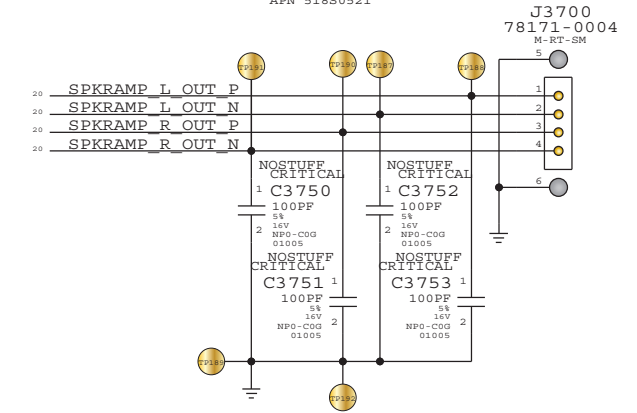 APN 518S0521
J3700
78171-0004
M-RT-SM
5
TP191
TP190
TP187
TP188
20 SPKRAMP_L_OUT_P 1
20 SPKRAMP_L_OUT_N 2
20 SPKRAMP_R_OUT_P 3
20 SPKRAMP_R_OUT_N 4
6
NOSTUFF
CRITICAL
1 C3750
100PF
5%
16V
2 NP0-C0G
01005
NOSTUFF
CRITICAL
1 C3752
100PF
5%
16V
2 NP0-C0G
01005
NOSTUFF
CRITICAL
C3751 1
100PF
5%
16V
NP0-C0G 2
01005
NOSTUFF
CRITICAL
C3753 1
100PF
5%
16V
NP0-C0G 2
01005
TP189
TP192